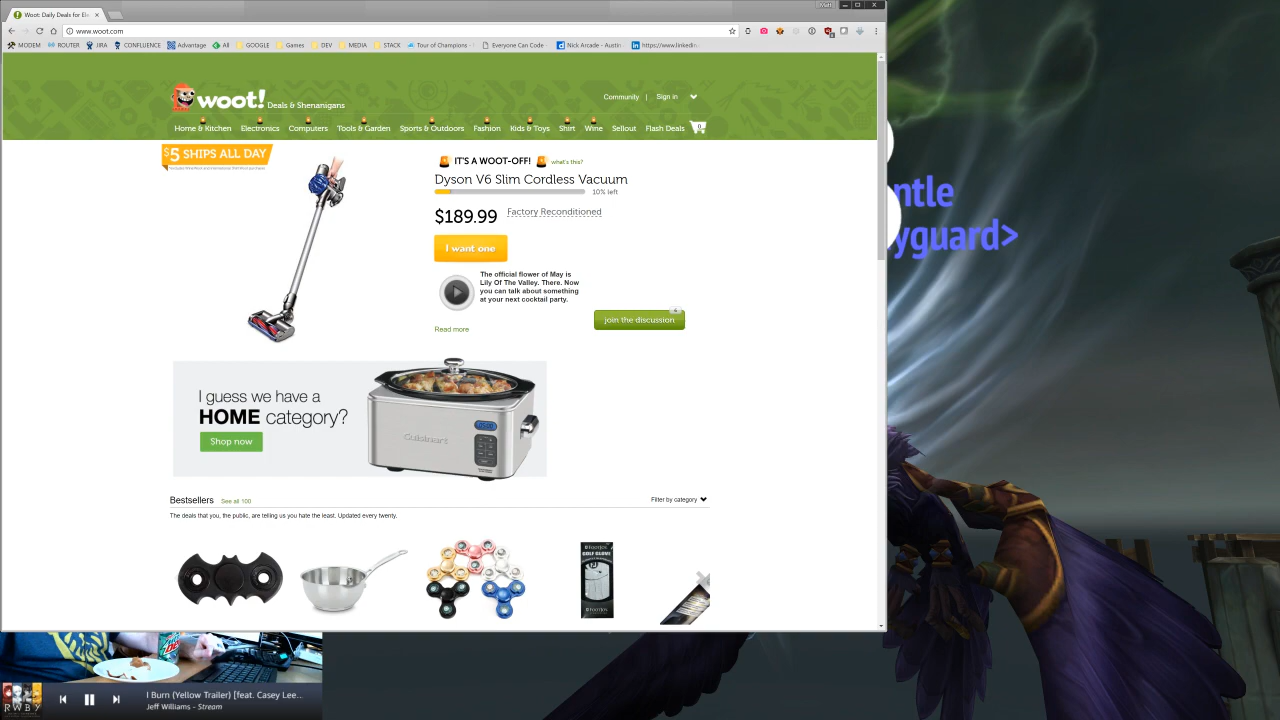 Woot: Daily Deals for Ele
Matt
www.woot.com
MODEM ROUTER JIRA CONFLUENCE Advantage All GOOGLE Games DEV MEDIA STACK Tour of Champions Everyone Can Code Nick Arcade - Austin https://www.linkedin.
woot! Deals & Shenanigans
Community | Sign in
Home & Kitchen Electronics Computers Tools & Garden Sports & Outdoors Fashion Kids & Toys Shirt Wine Sellout Flash Deals 0
$5 SHIPS ALL DAY
IT'S A WOOT-OFF! what's this?
Dyson V6 Slim Cordless Vacuum
10% left
$189.99 Factory Reconditioned
I want one
The official flower of May is
Lily Of The Valley. There. Now
you can talk about something
at your next cocktail party.
join the discussion
Read more
I guess we have a
HOME category?
Shop now
Cuisinart
Bestsellers See all 100
Filter by category
The deals that you, the public, are telling us you hate the least. Updated every twenty.
FOOTJOY
GOLF GLOVE
ntle
yguard>
I Burn (Yellow Trailer) [feat. Casey Lee...
Jeff Williams - Stream
RWBY